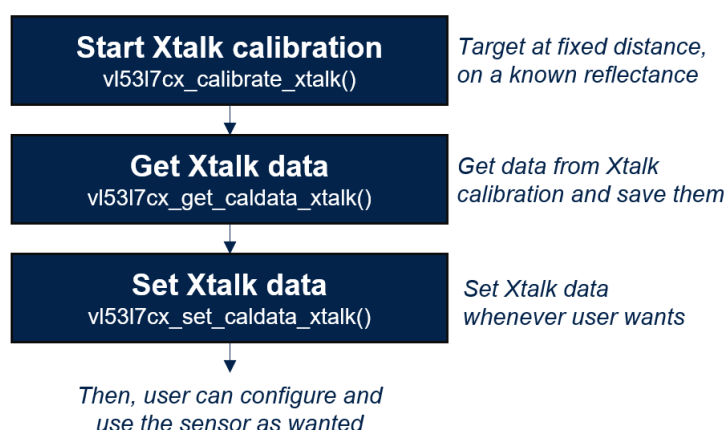 Start Xtalk calibration
vl53l7cx_calibrate_xtalk()
Target at fixed distance,
on a known reflectance
Get Xtalk data
vl53l7cx_get_caldata_xtalk()
Get data from Xtalk
calibration and save them
Set Xtalk data
vl53l7cx_set_caldata_xtalk()
Set Xtalk data
whenever user wants
Then, user can configure and
use the sensor as wanted